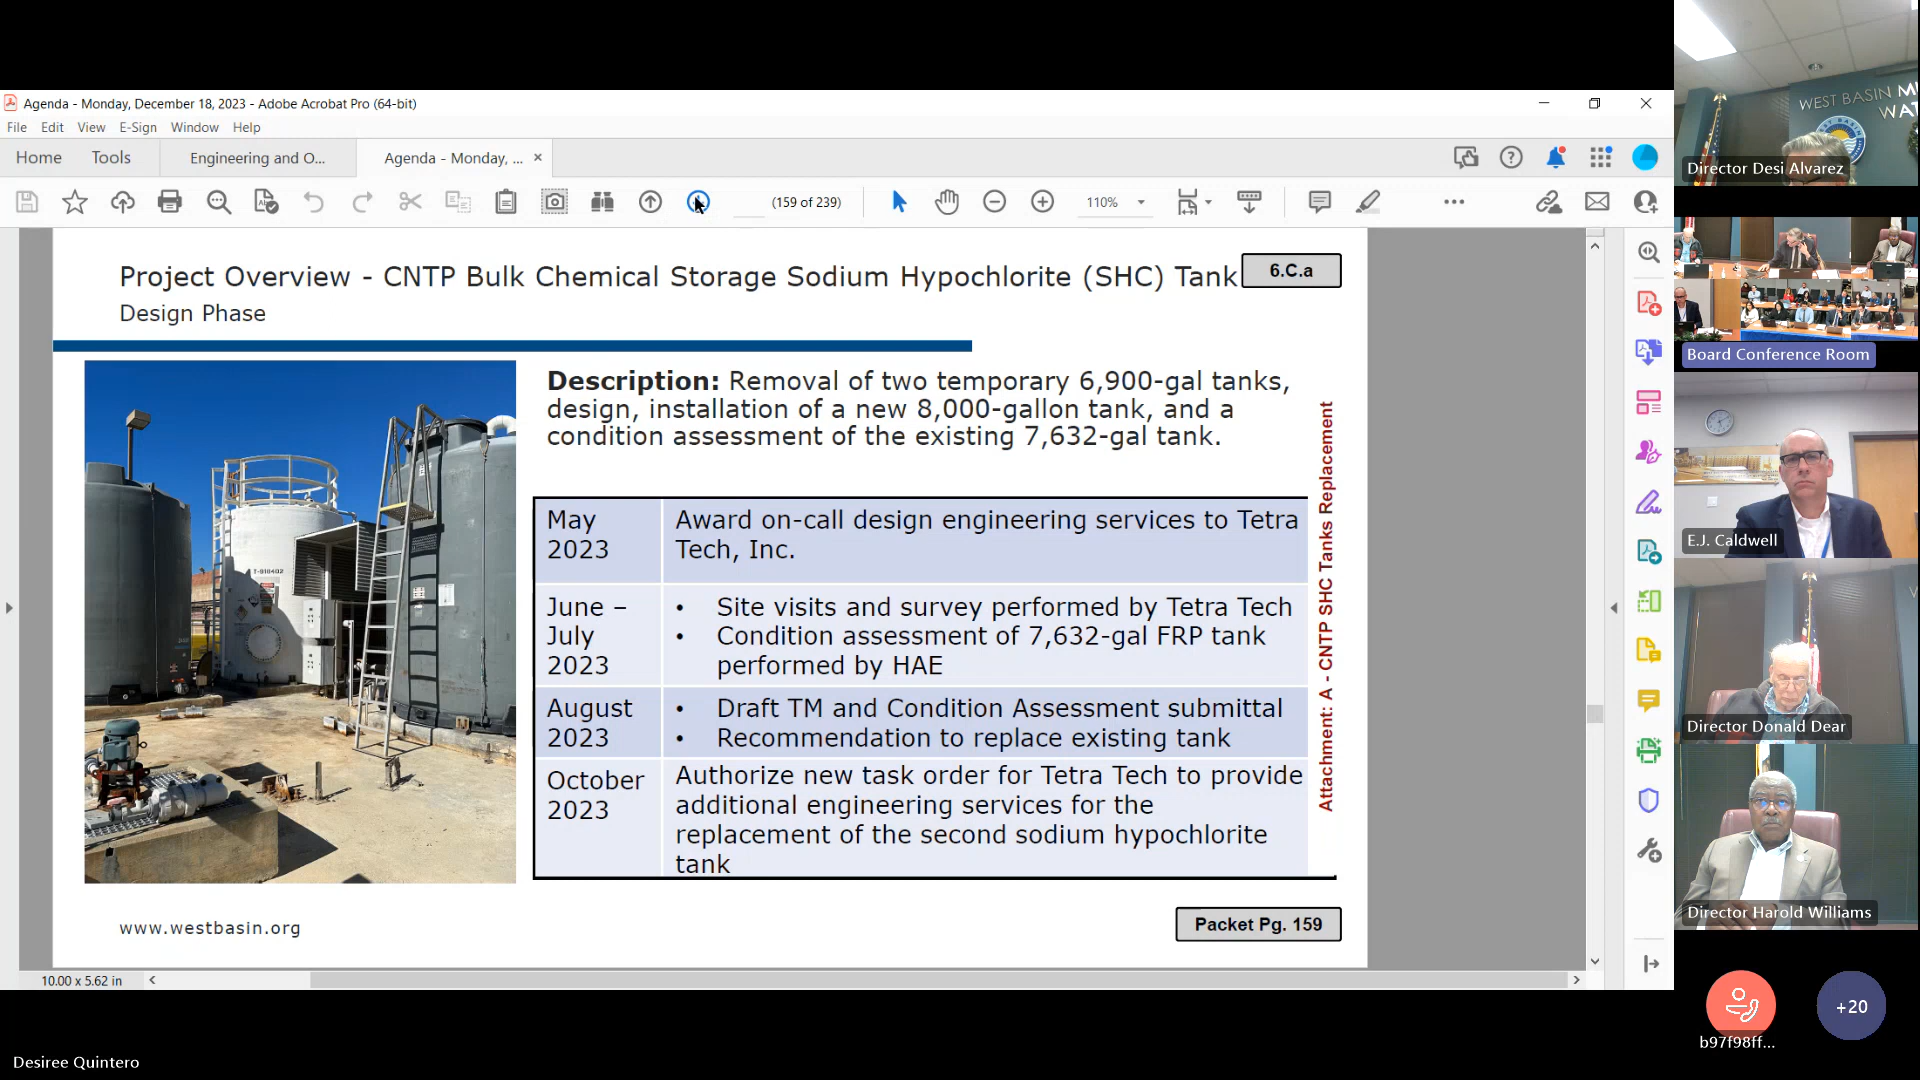 Agenda - Monday, December 18, 2023 - Adobe Acrobat Pro (64-bit)
File Edit View E-Sign Window Help
Home Tools Engineering and O... Agenda - Monday, ...
(159 of 239) 110%
Project Overview - CNTP Bulk Chemical Storage Sodium Hypochlorite (SHC) Tank
6.C.a
Design Phase
Description: Removal of two temporary 6,900-gal tanks,
design, installation of a new 8,000-gallon tank, and a
condition assessment of the existing 7,632-gal tank.
May
2023
Award on-call design engineering services to Tetra
Tech, Inc.
June –
July
2023
• Site visits and survey performed by Tetra Tech
• Condition assessment of 7,632-gal FRP tank
performed by HAE
August
2023
• Draft TM and Condition Assessment submittal
• Recommendation to replace existing tank
October
2023
Authorize new task order for Tetra Tech to provide
additional engineering services for the
replacement of the second sodium hypochlorite
tank
Attachment: A - CNTP SHC Tanks Replacement
T-918402
www.westbasin.org
Packet Pg. 159
10.00 x 5.62 in
Desiree Quintero
WEST BASIN
Director Desi Alvarez
Board Conference Room
E.J. Caldwell
Director Donald Dear
Director Harold Williams
b97f98ff...
+20